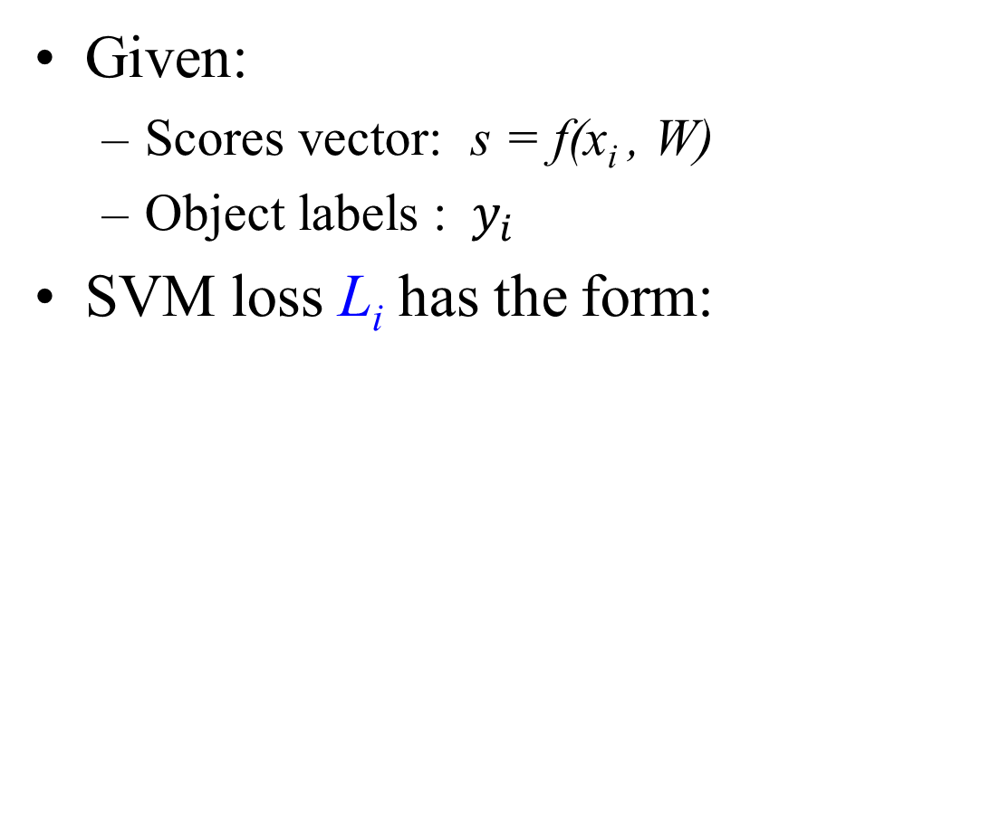 • Given:
– Scores vector: s = f(xᵢ , W)
– Object labels : yᵢ
• SVM loss Lᵢ has the form: